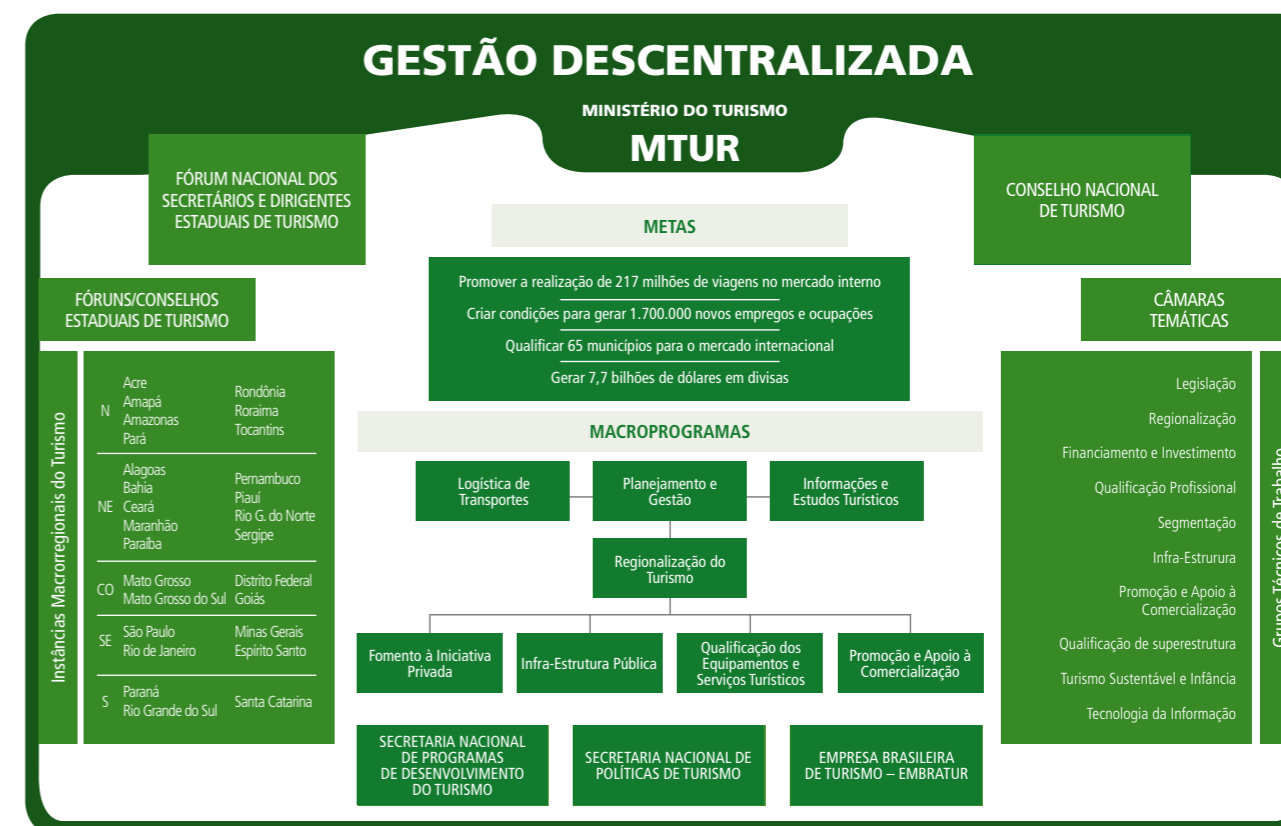 GESTÃO DESCENTRALIZADA
MINISTÉRIO DO TURISMO
MTUR
FÓRUM NACIONAL DOS
SECRETÁRIOS E DIRIGENTES
ESTADUAIS DE TURISMO
CONSELHO NACIONAL
DE TURISMO
METAS
Promover a realização de 217 milhões de viagens no mercado interno
Criar condições para gerar 1.700.000 novos empregos e ocupações
Qualificar 65 municípios para o mercado internacional
Gerar 7,7 bilhões de dólares em divisas
FÓRUNS/CONSELHOS
ESTADUAIS DE TURISMO
Instâncias Macrorregionais do Turismo
N
Acre
Amapá
Amazonas
Pará
Rondônia
Roraima
Tocantins
NE
Alagoas
Bahia
Ceará
Maranhão
Paraíba
Pernambuco
Piauí
Rio G. do Norte
Sergipe
CO
Mato Grosso
Mato Grosso do Sul
Distrito Federal
Goiás
SE
São Paulo
Rio de Janeiro
Minas Gerais
Espírito Santo
S
Paraná
Rio Grande do Sul
Santa Catarina
MACROPROGRAMAS
Logística de
Transportes
Planejamento e
Gestão
Informações e
Estudos Turísticos
Regionalização do
Turismo
Fomento à Iniciativa
Privada
Infra-Estrutura Pública
Qualificação dos
Equipamentos e
Serviços Turísticos
Promoção e Apoio à
Comercialização
SECRETARIA NACIONAL
DE PROGRAMAS
DE DESENVOLVIMENTO
DO TURISMO
SECRETARIA NACIONAL DE
POLÍTICAS DE TURISMO
EMPRESA BRASILEIRA
DE TURISMO – EMBRATUR
CÂMARAS
TEMÁTICAS
Legislação
Regionalização
Financiamento e Investimento
Qualificação Profissional
Segmentação
Infra-Estrurura
Promoção e Apoio à
Comercialização
Qualificação de superestrutura
Turismo Sustentável e Infância
Tecnologia da Informação
Grupos Técnicos de Trabalho